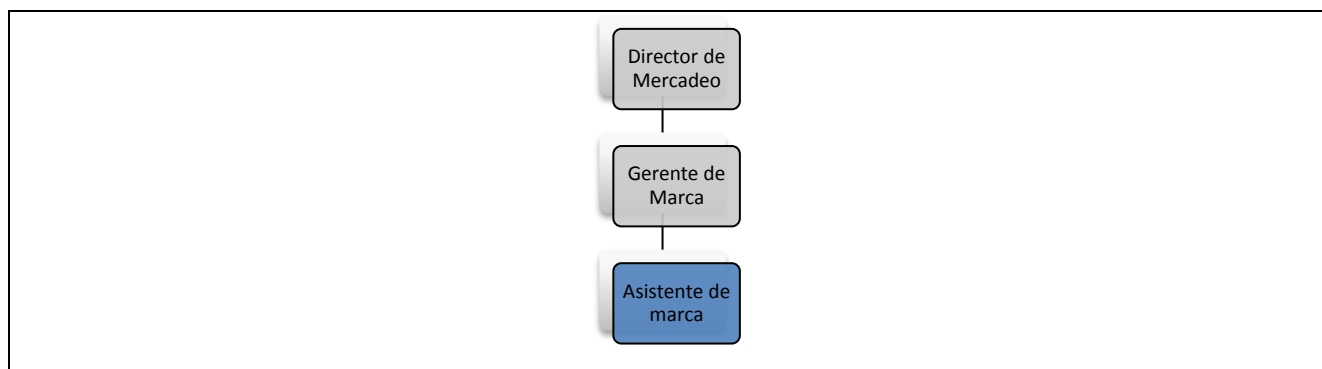 Director de
Mercadeo
Gerente de
Marca
Asistente de
marca